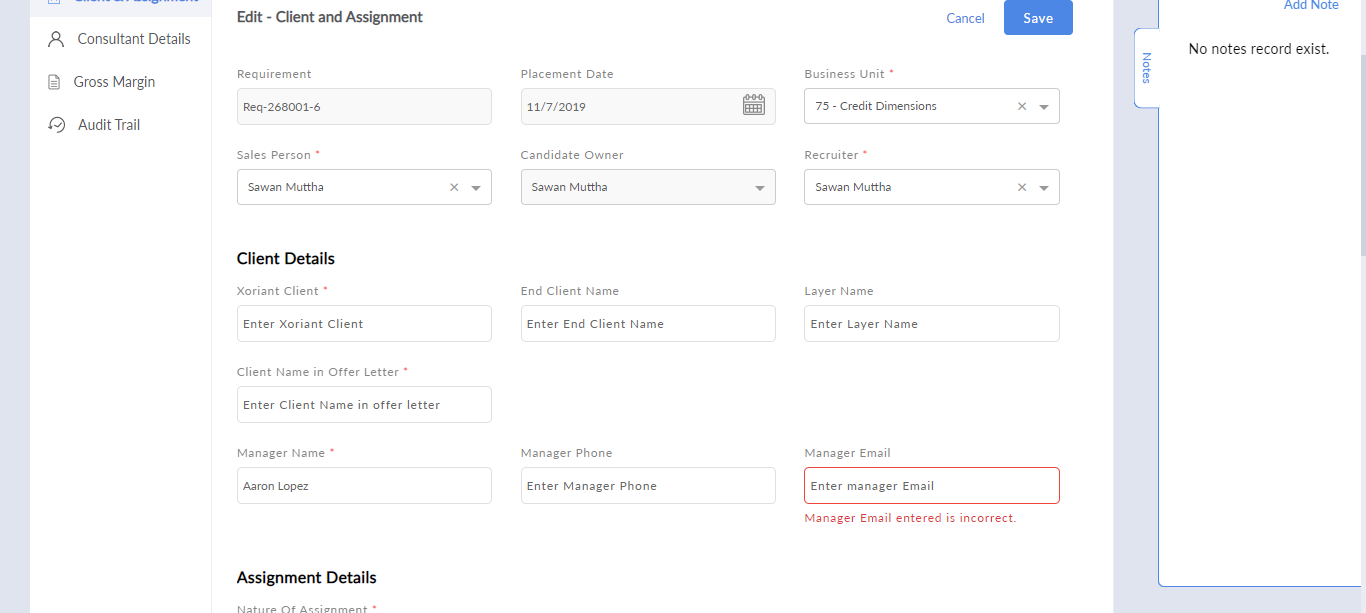 Client & Assignment
Consultant Details
Gross Margin
Audit Trail
Edit - Client and Assignment
Cancel
Save
Requirement
Placement Date
Business Unit *
Req-268001-6
11/7/2019
75 - Credit Dimensions
Sales Person *
Candidate Owner
Recruiter *
Sawan Muttha
Sawan Muttha
Sawan Muttha
Client Details
Xoriant Client *
End Client Name
Layer Name
Enter Xoriant Client
Enter End Client Name
Enter Layer Name
Client Name in Offer Letter *
Enter Client Name in offer letter
Manager Name *
Manager Phone
Manager Email
Aaron Lopez
Enter Manager Phone
Enter manager Email
Manager Email entered is incorrect.
Assignment Details
Nature Of Assignment *
Add Note
Notes
No notes record exist.